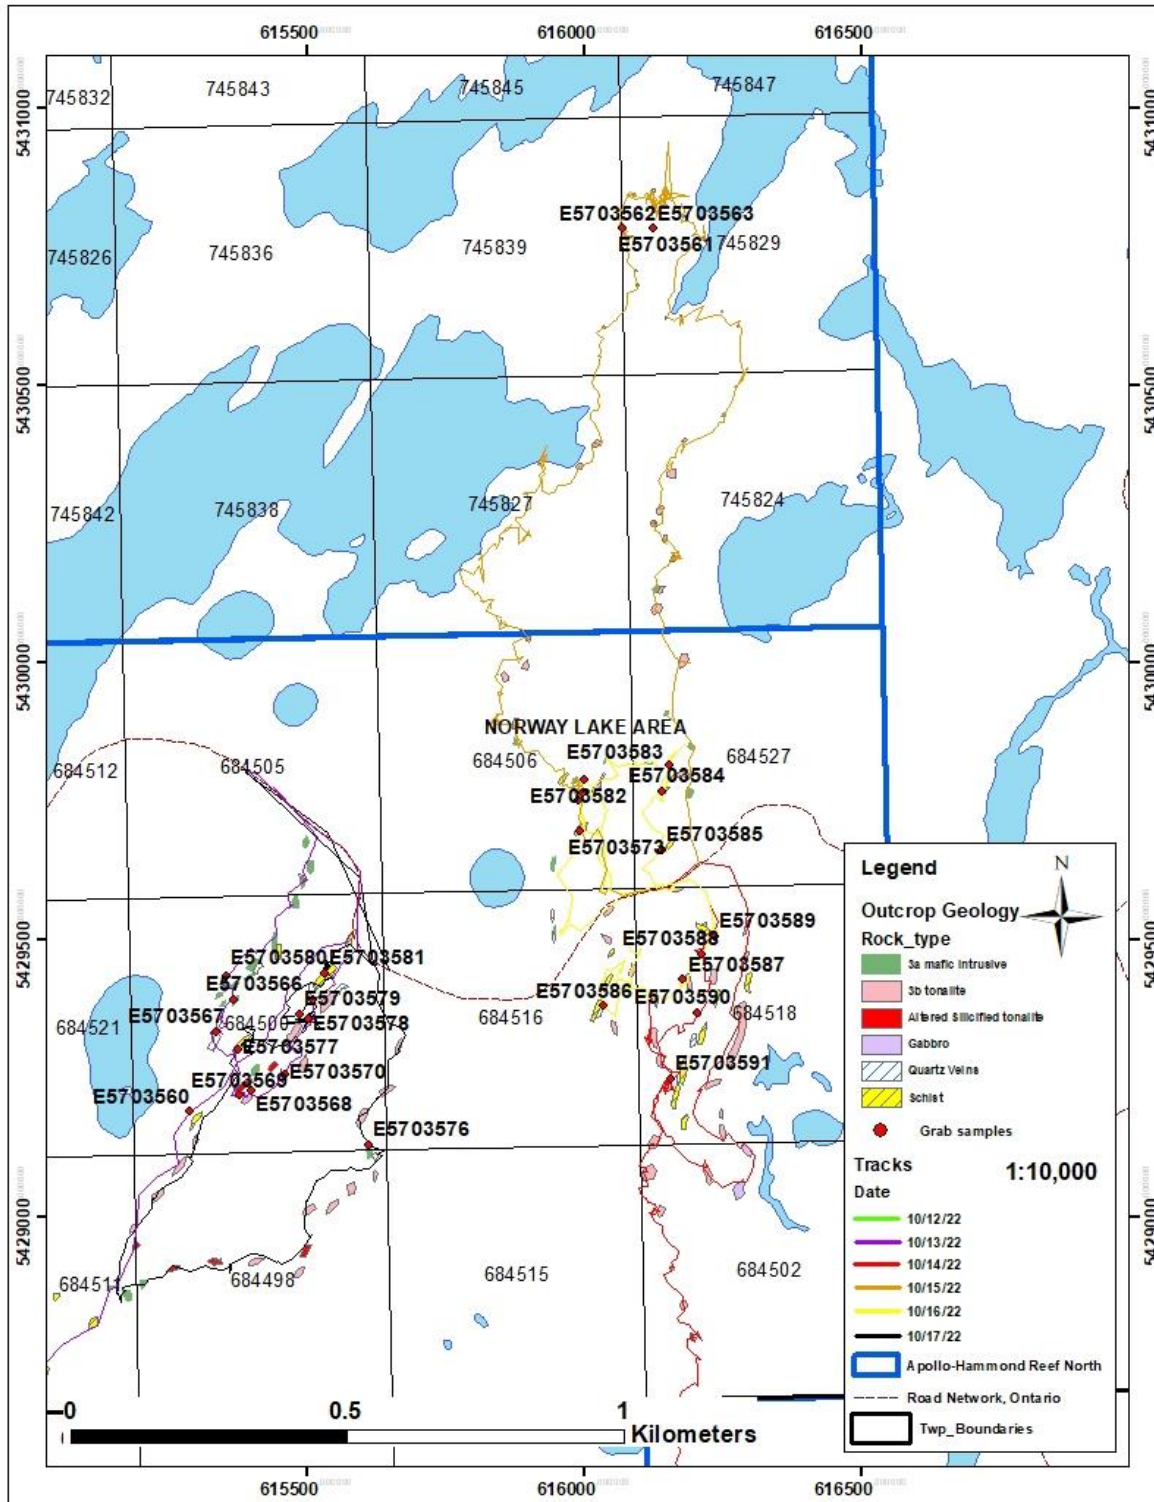 615500
616000
616500
5431000
5431000
745832
745843
745845
745847
E5703562
E5703563
E5703561
745829
745826
745836
745839
5430500
5430500
745842
745838
745827
745824
5430000
5430000
NORWAY LAKE AREA
684512
684505
684506
E5703583
684527
E5703584
E5703582
E5703573
E5703585
5429500
5429500
E5703589
E5703588
E5703587
E5703580
E5703581
E5703566
E5703579
E5703586
E5703590
684521
E5703567
684500
E5703578
684516
684518
E5703577
E5703569
E5703570
E5703591
E5703560
E5703568
E5703576
5429000
5429000
684511
684498
684515
684502
0
0.5
1
Kilometers
615500
616000
616500
Legend
N
Outcrop Geology
Rock_type
3a mafic intrusive
3b tonalite
Altered Silicified tonalite
Gabbro
Quartz Veins
Schist
Grab samples
Tracks
1:10,000
Date
10/12/22
10/13/22
10/14/22
10/15/22
10/16/22
10/17/22
Apollo-Hammond Reef North
Road Network, Ontario
Twp_Boundaries